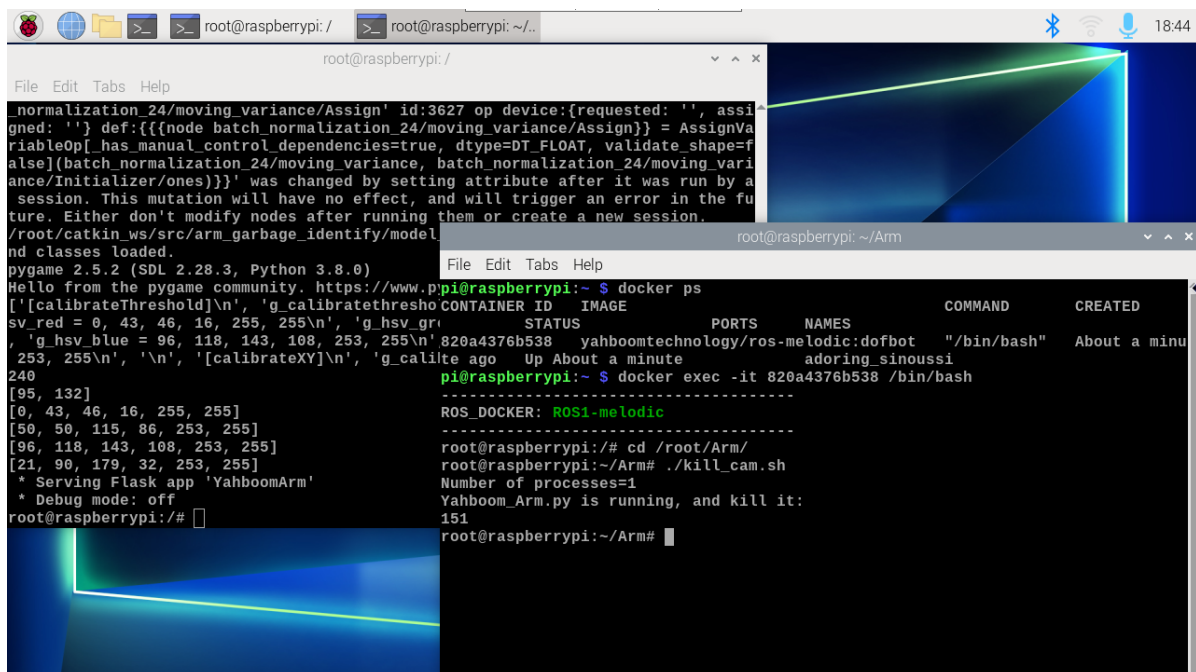 root@raspberrypi: /
root@raspberrypi: ~/..
18:44
root@raspberrypi: /
File Edit Tabs Help
_normalization_24/moving_variance/Assign' id:3627 op device:{requested: '', assi
gned: ''} def:{{{node batch_normalization_24/moving_variance/Assign}} = AssignVa
riableOp[_has_manual_control_dependencies=true, dtype=DT_FLOAT, validate_shape=f
alse](batch_normalization_24/moving_variance, batch_normalization_24/moving_vari
ance/Initializer/ones)}}' was changed by setting attribute after it was run by a
session. This mutation will have no effect, and will trigger an error in the fu
ture. Either don't modify nodes after running them or create a new session.
/root/catkin_ws/src/arm_garbage_identify/model_
nd classes loaded.
pygame 2.5.2 (SDL 2.28.3, Python 3.8.0)
Hello from the pygame community. https://www.py
['[calibrateThreshold]\n', 'g_calibratethresho
sv_red = 0, 43, 46, 16, 255, 255\n', 'g_hsv_gr
, 'g_hsv_blue = 96, 118, 143, 108, 253, 255\n'
253, 255\n', '\n', '[calibrateXY]\n', 'g_calib
240
[95, 132]
[0, 43, 46, 16, 255, 255]
[50, 50, 115, 86, 253, 255]
[96, 118, 143, 108, 253, 255]
[21, 90, 179, 32, 253, 255]
* Serving Flask app 'YahboomArm'
* Debug mode: off
root@raspberrypi:/#
root@raspberrypi: ~/Arm
File Edit Tabs Help
pi@raspberrypi:~ $ docker ps
CONTAINER ID IMAGE COMMAND CREATED
STATUS PORTS NAMES
820a4376b538 yahboomtechnology/ros-melodic:dofbot "/bin/bash" About a minu
te ago Up About a minute adoring_sinoussi
pi@raspberrypi:~ $ docker exec -it 820a4376b538 /bin/bash
-------------------------------------
ROS_DOCKER: ROS1-melodic
-------------------------------------
root@raspberrypi:/# cd /root/Arm/
root@raspberrypi:~/Arm# ./kill_cam.sh
Number of processes=1
Yahboom_Arm.py is running, and kill it:
151
root@raspberrypi:~/Arm#